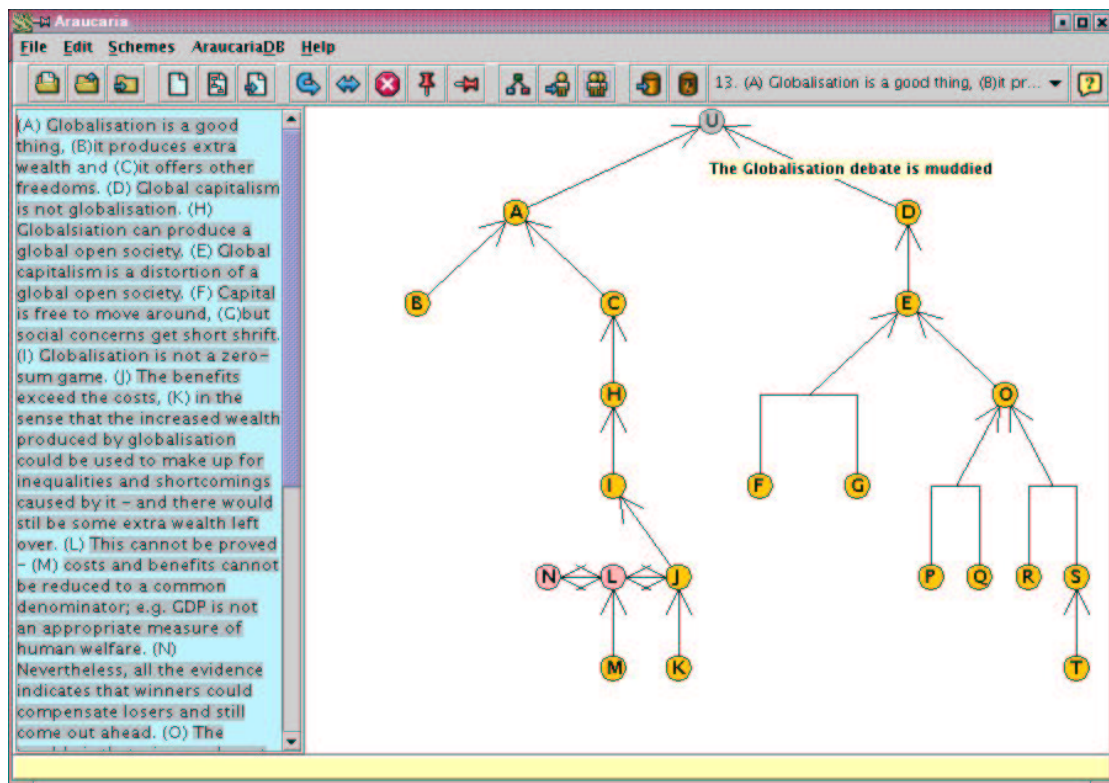 Araucaria
File Edit Schemes AraucariaDB Help
13. (A) Globalisation is a good thing, (B)it pr...
(A) Globalisation is a good
thing, (B)it produces extra
wealth and (C)it offers other
freedoms. (D) Global capitalism
is not globalisation. (H)
Globalsiation can produce a
global open society. (E) Global
capitalism is a distortion of a
global open society. (F) Capital
is free to move around, (G)but
social concerns get short shrift.
(I) Globalisation is not a zero-
sum game. (J) The benefits
exceed the costs, (K) in the
sense that the increased wealth
produced by globalisation
could be used to make up for
inequalities and shortcomings
caused by it - and there would
still be some extra wealth left
over. (L) This cannot be proved
- (M) costs and benefits cannot
be reduced to a common
denominator; e.g. GDP is not
an appropriate measure of
human welfare. (N)
Nevertheless, all the evidence
indicates that winners could
compensate losers and still
come out ahead. (O) The
U
The Globalisation debate is muddied
A D
B C E
H O
I F G
N L J P Q R S
M K T